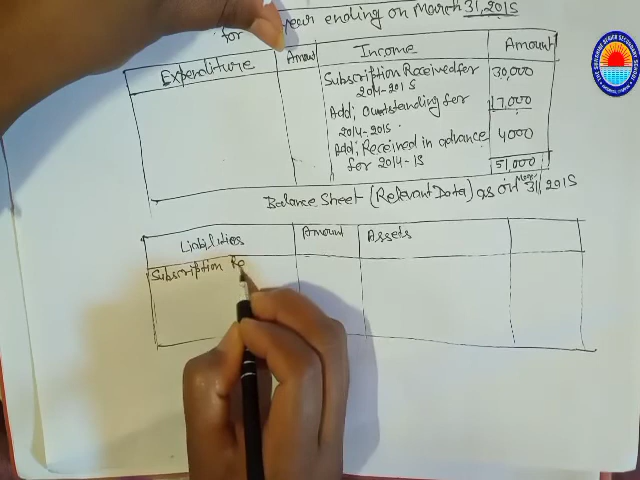 for year ending on March 31, 2015
Expenditure Amount Income Amount
Subscription Received for 2014-2015 30,000
Add; Outstanding for 2014-2015. 17,000
Add; Received in advance for 2014-15 4000
51,000
Balance Sheet (Relevant Data) as on Mar 31, 2015
Liabilities Amount Assets
Subscription Re